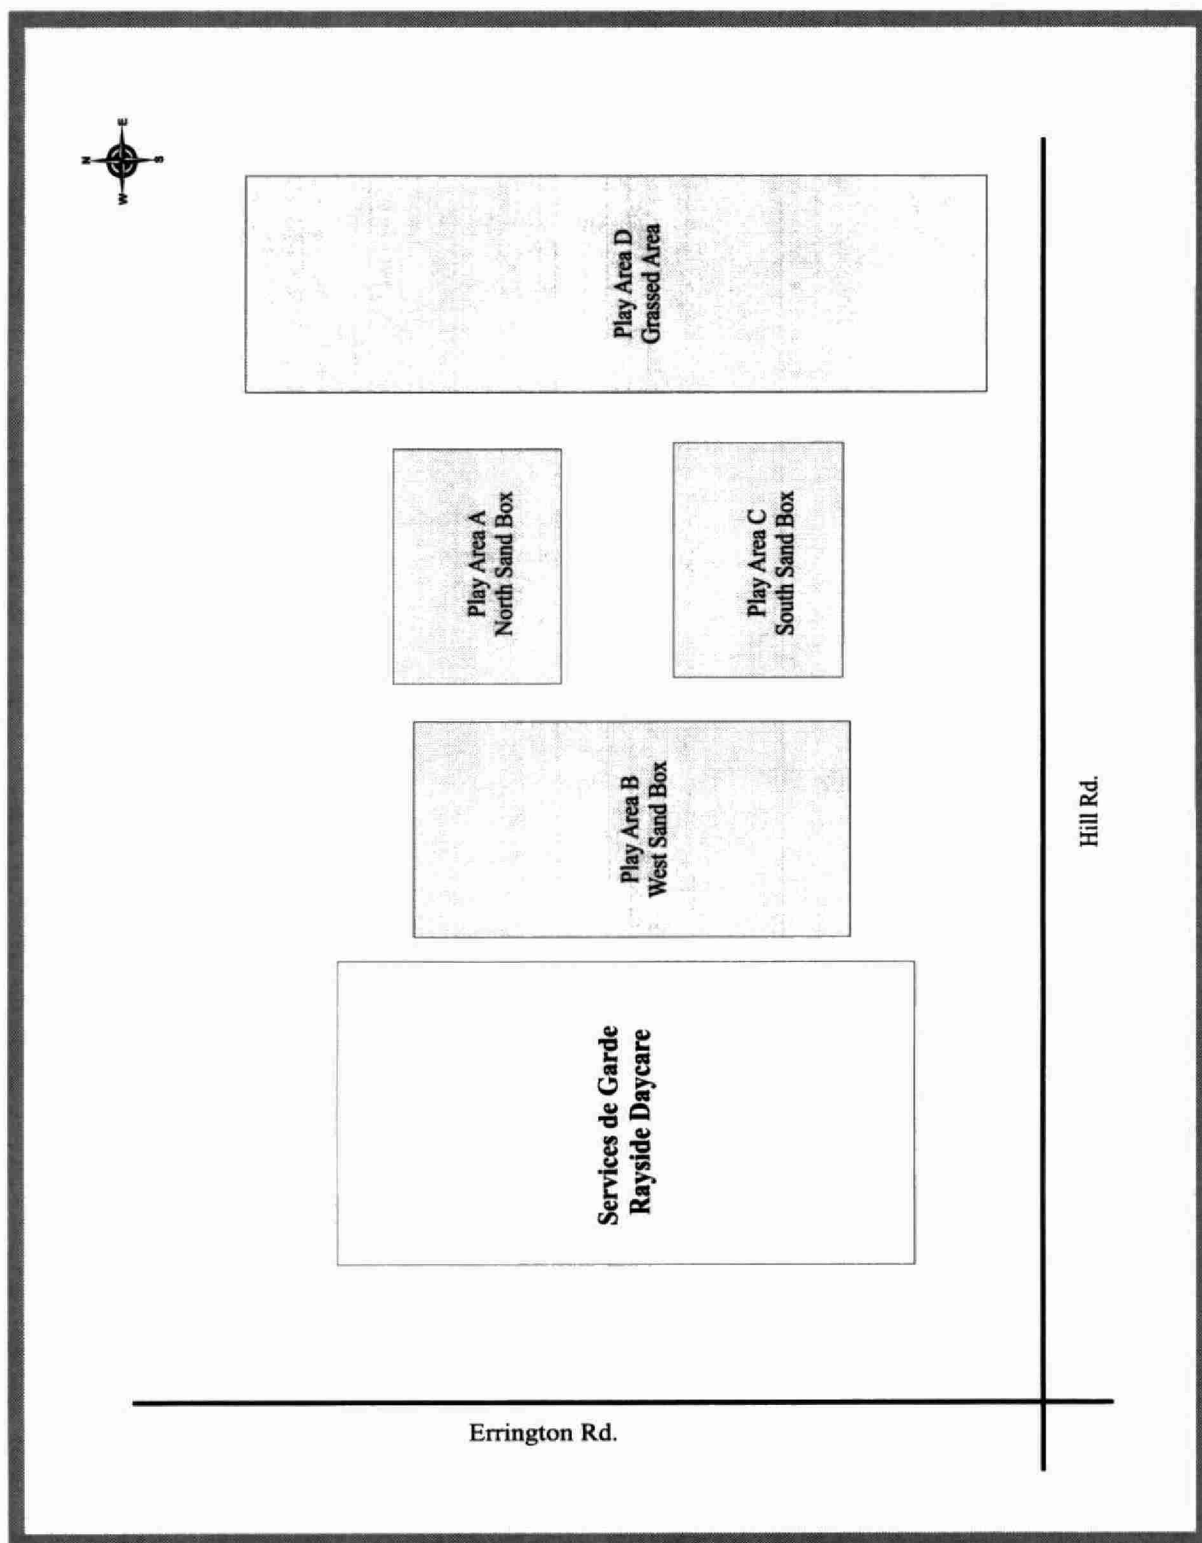 N
E
W
S
Play Area D
Grassed Area
Play Area A
North Sand Box
Play Area C
South Sand Box
Play Area B
West Sand Box
Services de Garde
Rayside Daycare
Hill Rd.
Errington Rd.